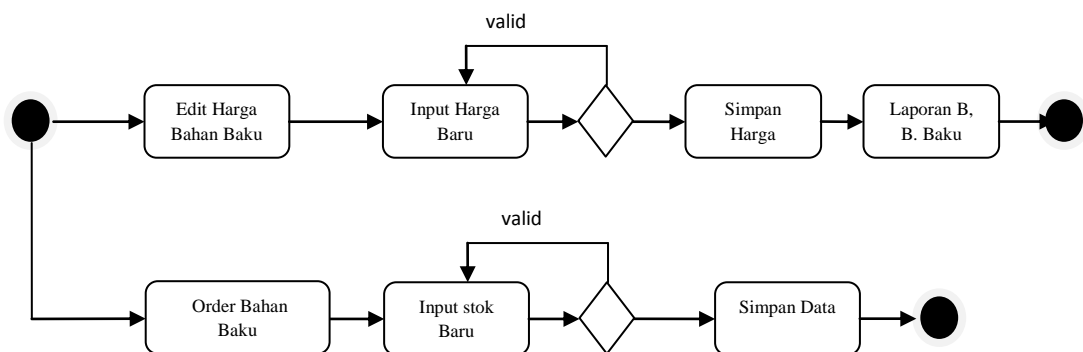 valid
Edit Harga
Bahan Baku
Input Harga
Baru
Simpan
Harga
Laporan B,
B. Baku
valid
Order Bahan
Baku
Input stok
Baru
Simpan Data